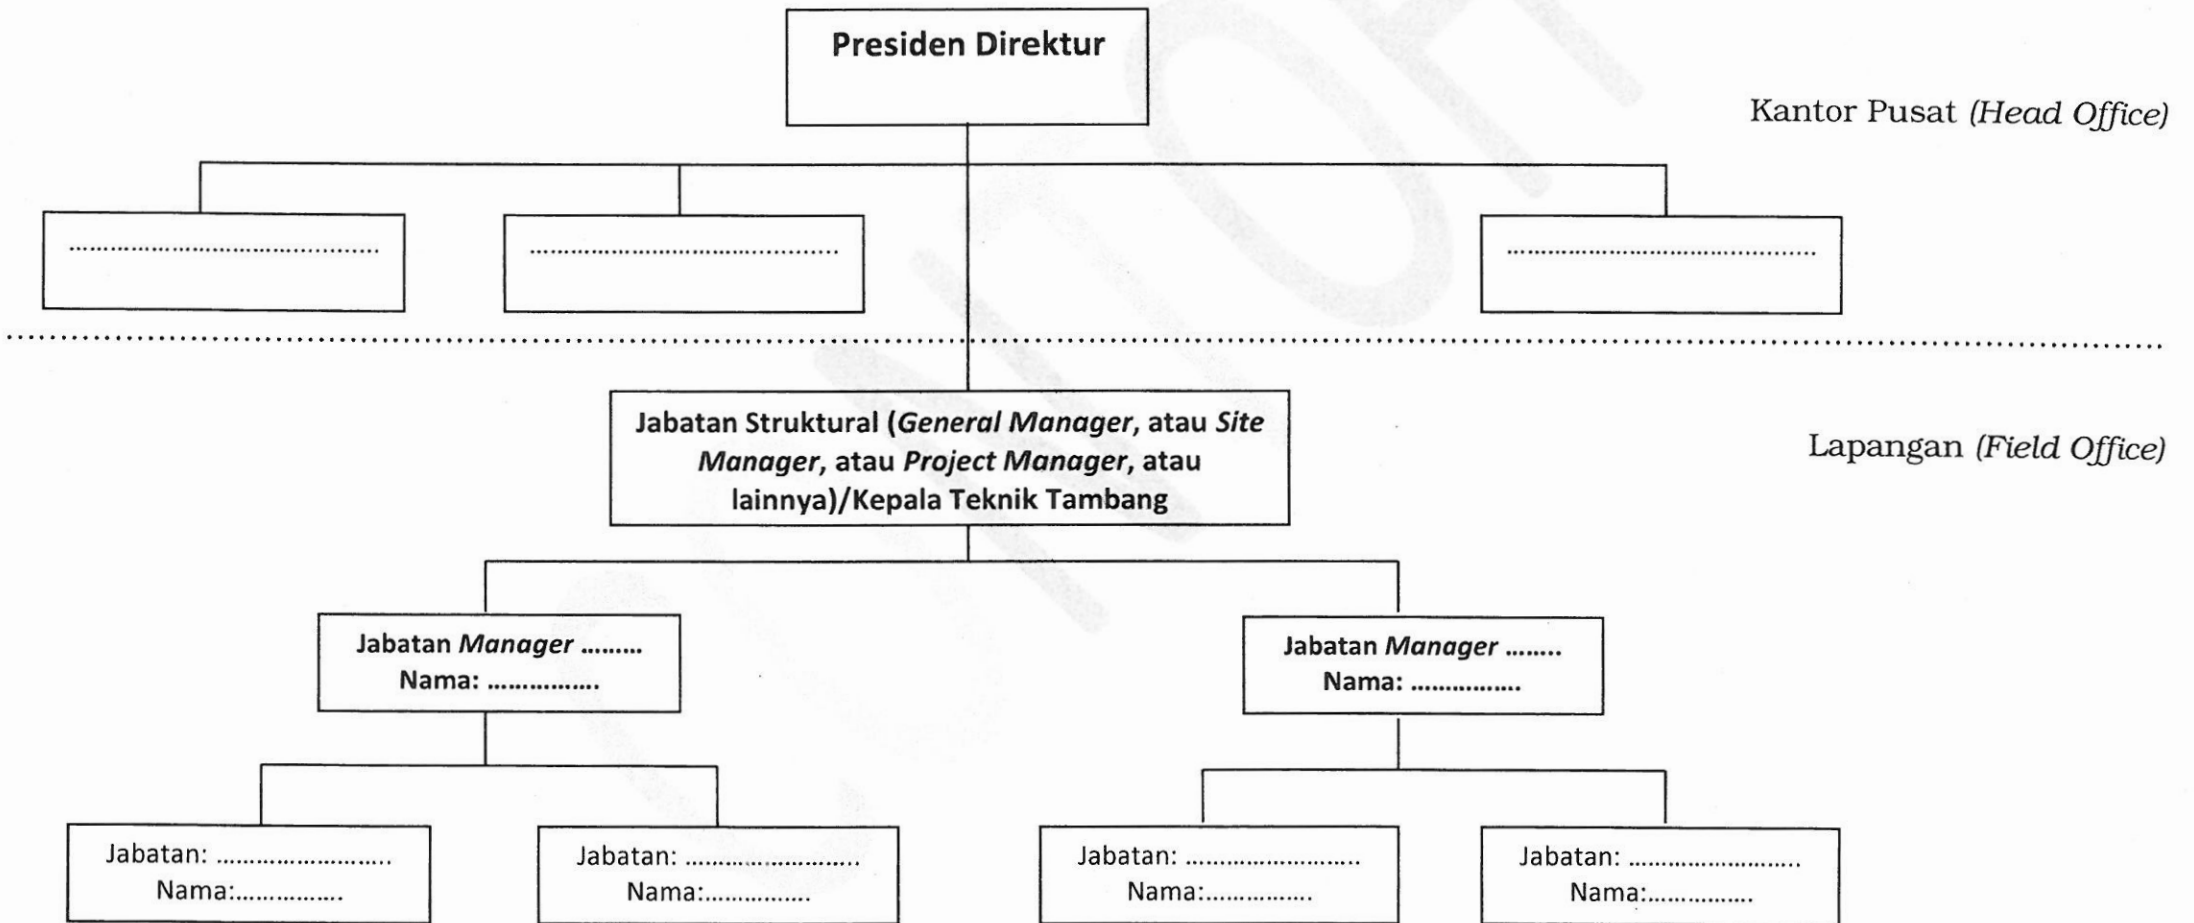 Presiden Direktur
Kantor Pusat (Head Office)
..............................................
..............................................
..............................................
Jabatan Struktural (General Manager, atau Site
Manager, atau Project Manager, atau
lainnya)/Kepala Teknik Tambang
Lapangan (Field Office)
Jabatan Manager .........
Nama: ................
Jabatan Manager ........
Nama: ................
Jabatan: ..........................
Nama:................
Jabatan: ..........................
Nama:................
Jabatan: ..........................
Nama:................
Jabatan: ..........................
Nama:................